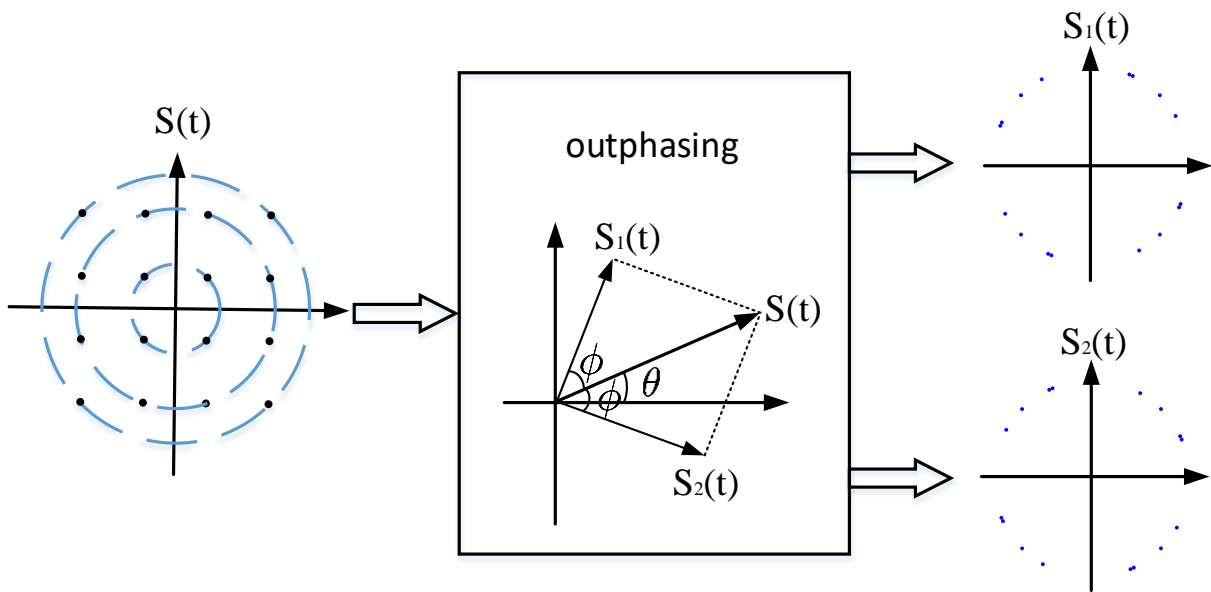 S(t)
outphasing
S₁(t)
S(t)
ϕ
θ
ϕ
S₂(t)
S₁(t)
S₂(t)